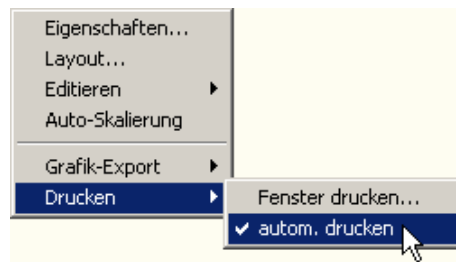 Eigenschaften...
Layout...
Editieren
Auto-Skalierung
Grafik-Export
Drucken
Fenster drucken...
autom. drucken